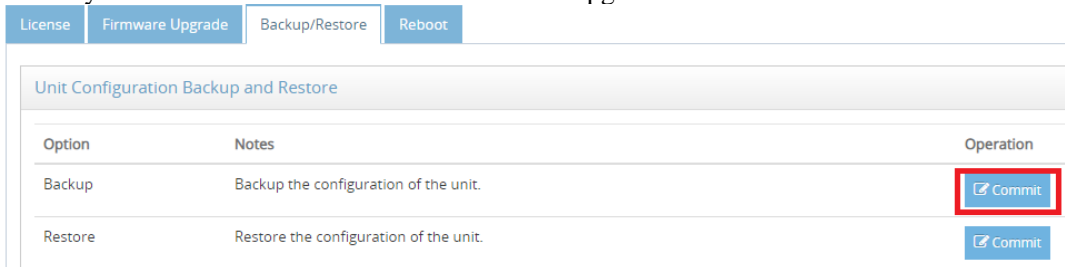 License Firmware Upgrade Backup/Restore Reboot
Unit Configuration Backup and Restore
Option Notes Operation
Backup Backup the configuration of the unit. Commit
Restore Restore the configuration of the unit. Commit